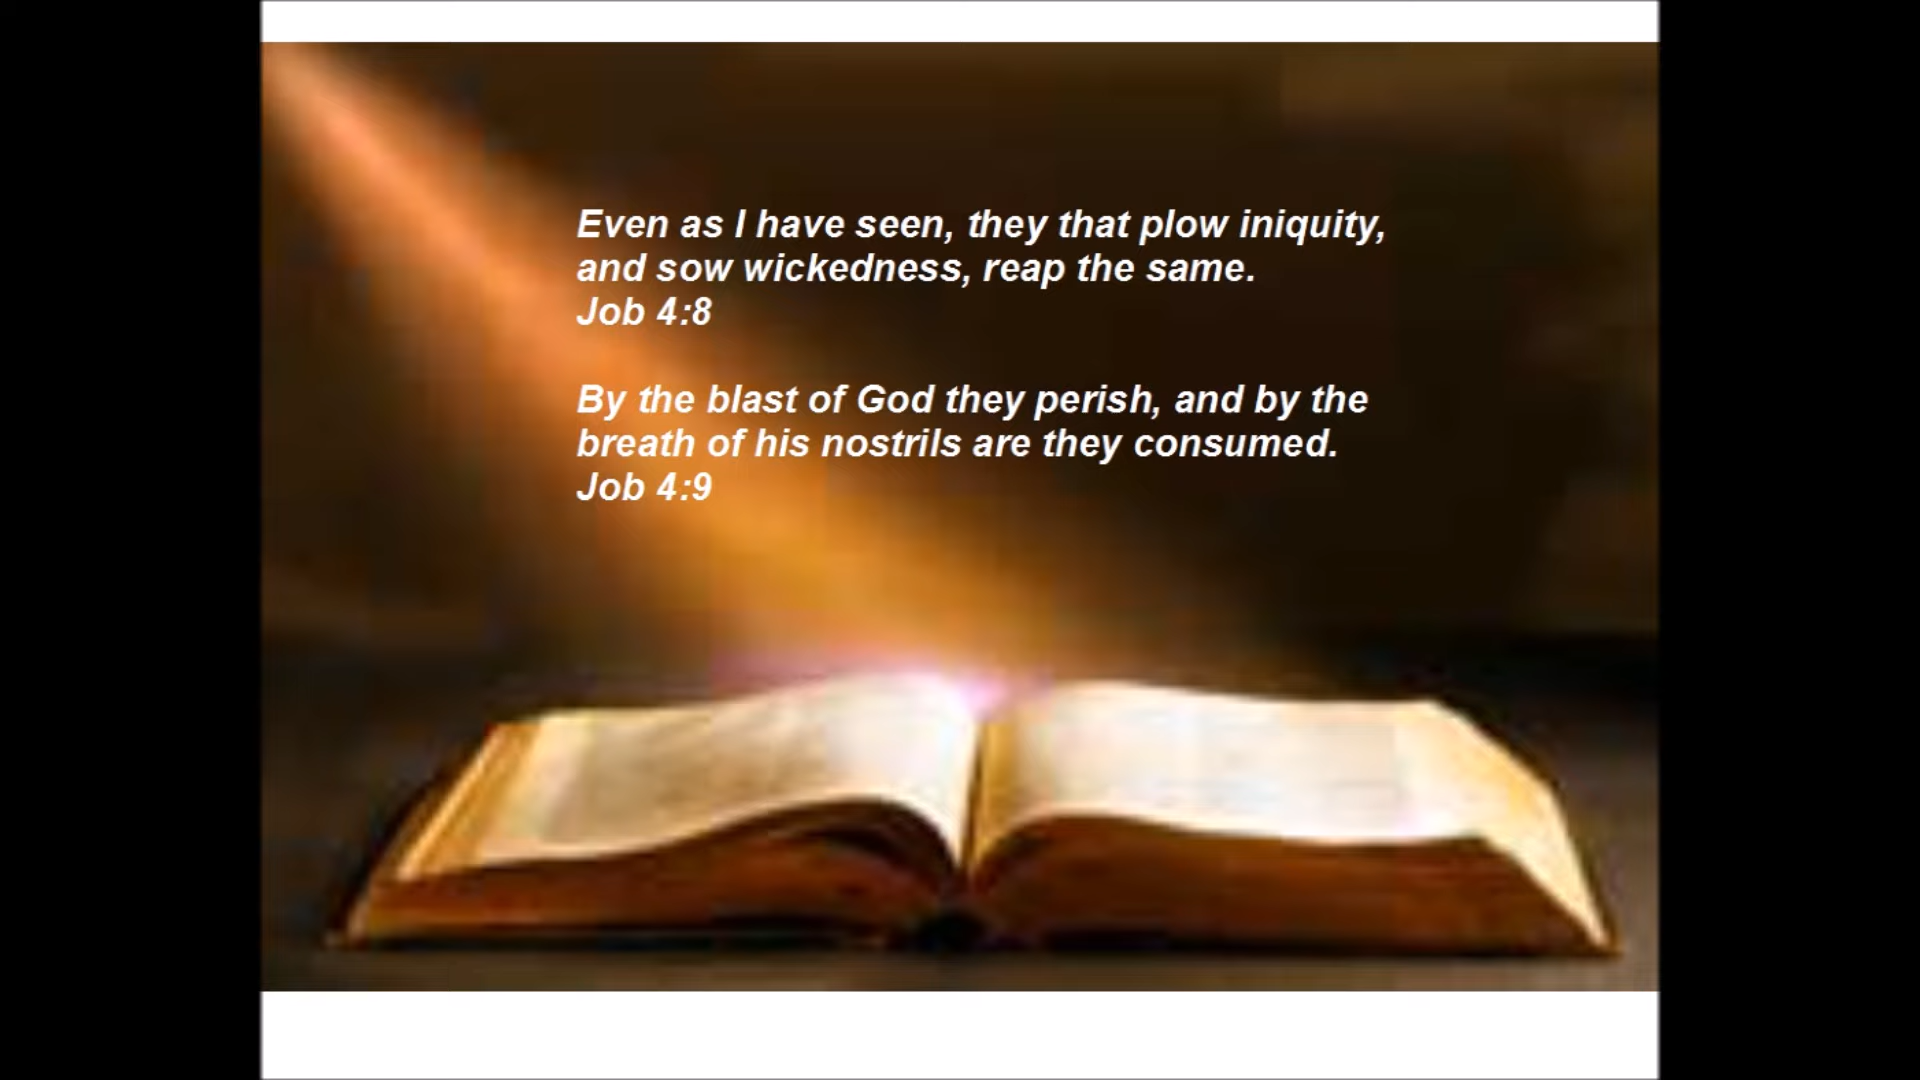 Even as I have seen, they that plow iniquity,
and sow wickedness, reap the same.
Job 4:8
By the blast of God they perish, and by the
breath of his nostrils are they consumed.
Job 4:9